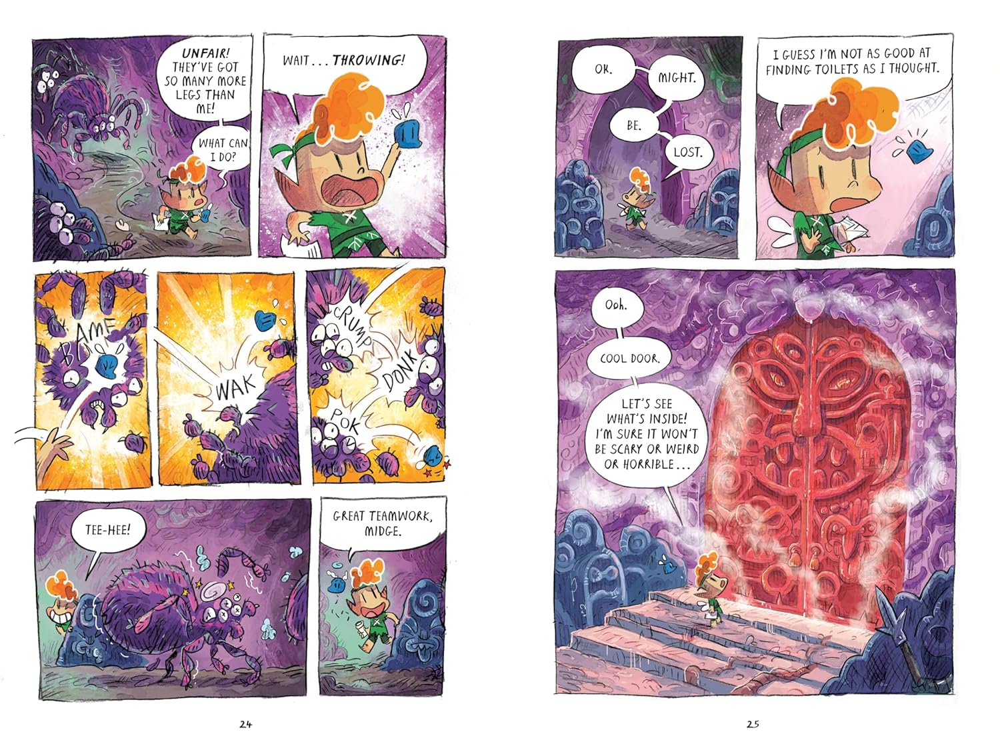 UNFAIR!
THEY'VE GOT
SO MANY MORE
LEGS THAN
ME!
WHAT CAN
I DO?
WAIT... THROWING!
BAMF
WAK
CRUMP
DONK
POK
TEE-HEE!
GREAT TEAMWORK,
MIDGE.
24
OK.
MIGHT.
BE.
LOST.
I GUESS I'M NOT AS GOOD AT
FINDING TOILETS AS I THOUGHT.
Ooh.
COOL DOOR.
LET'S SEE
WHAT'S INSIDE!
I'M SURE IT WON'T
BE SCARY OR WEIRD
OR HORRIBLE...
25